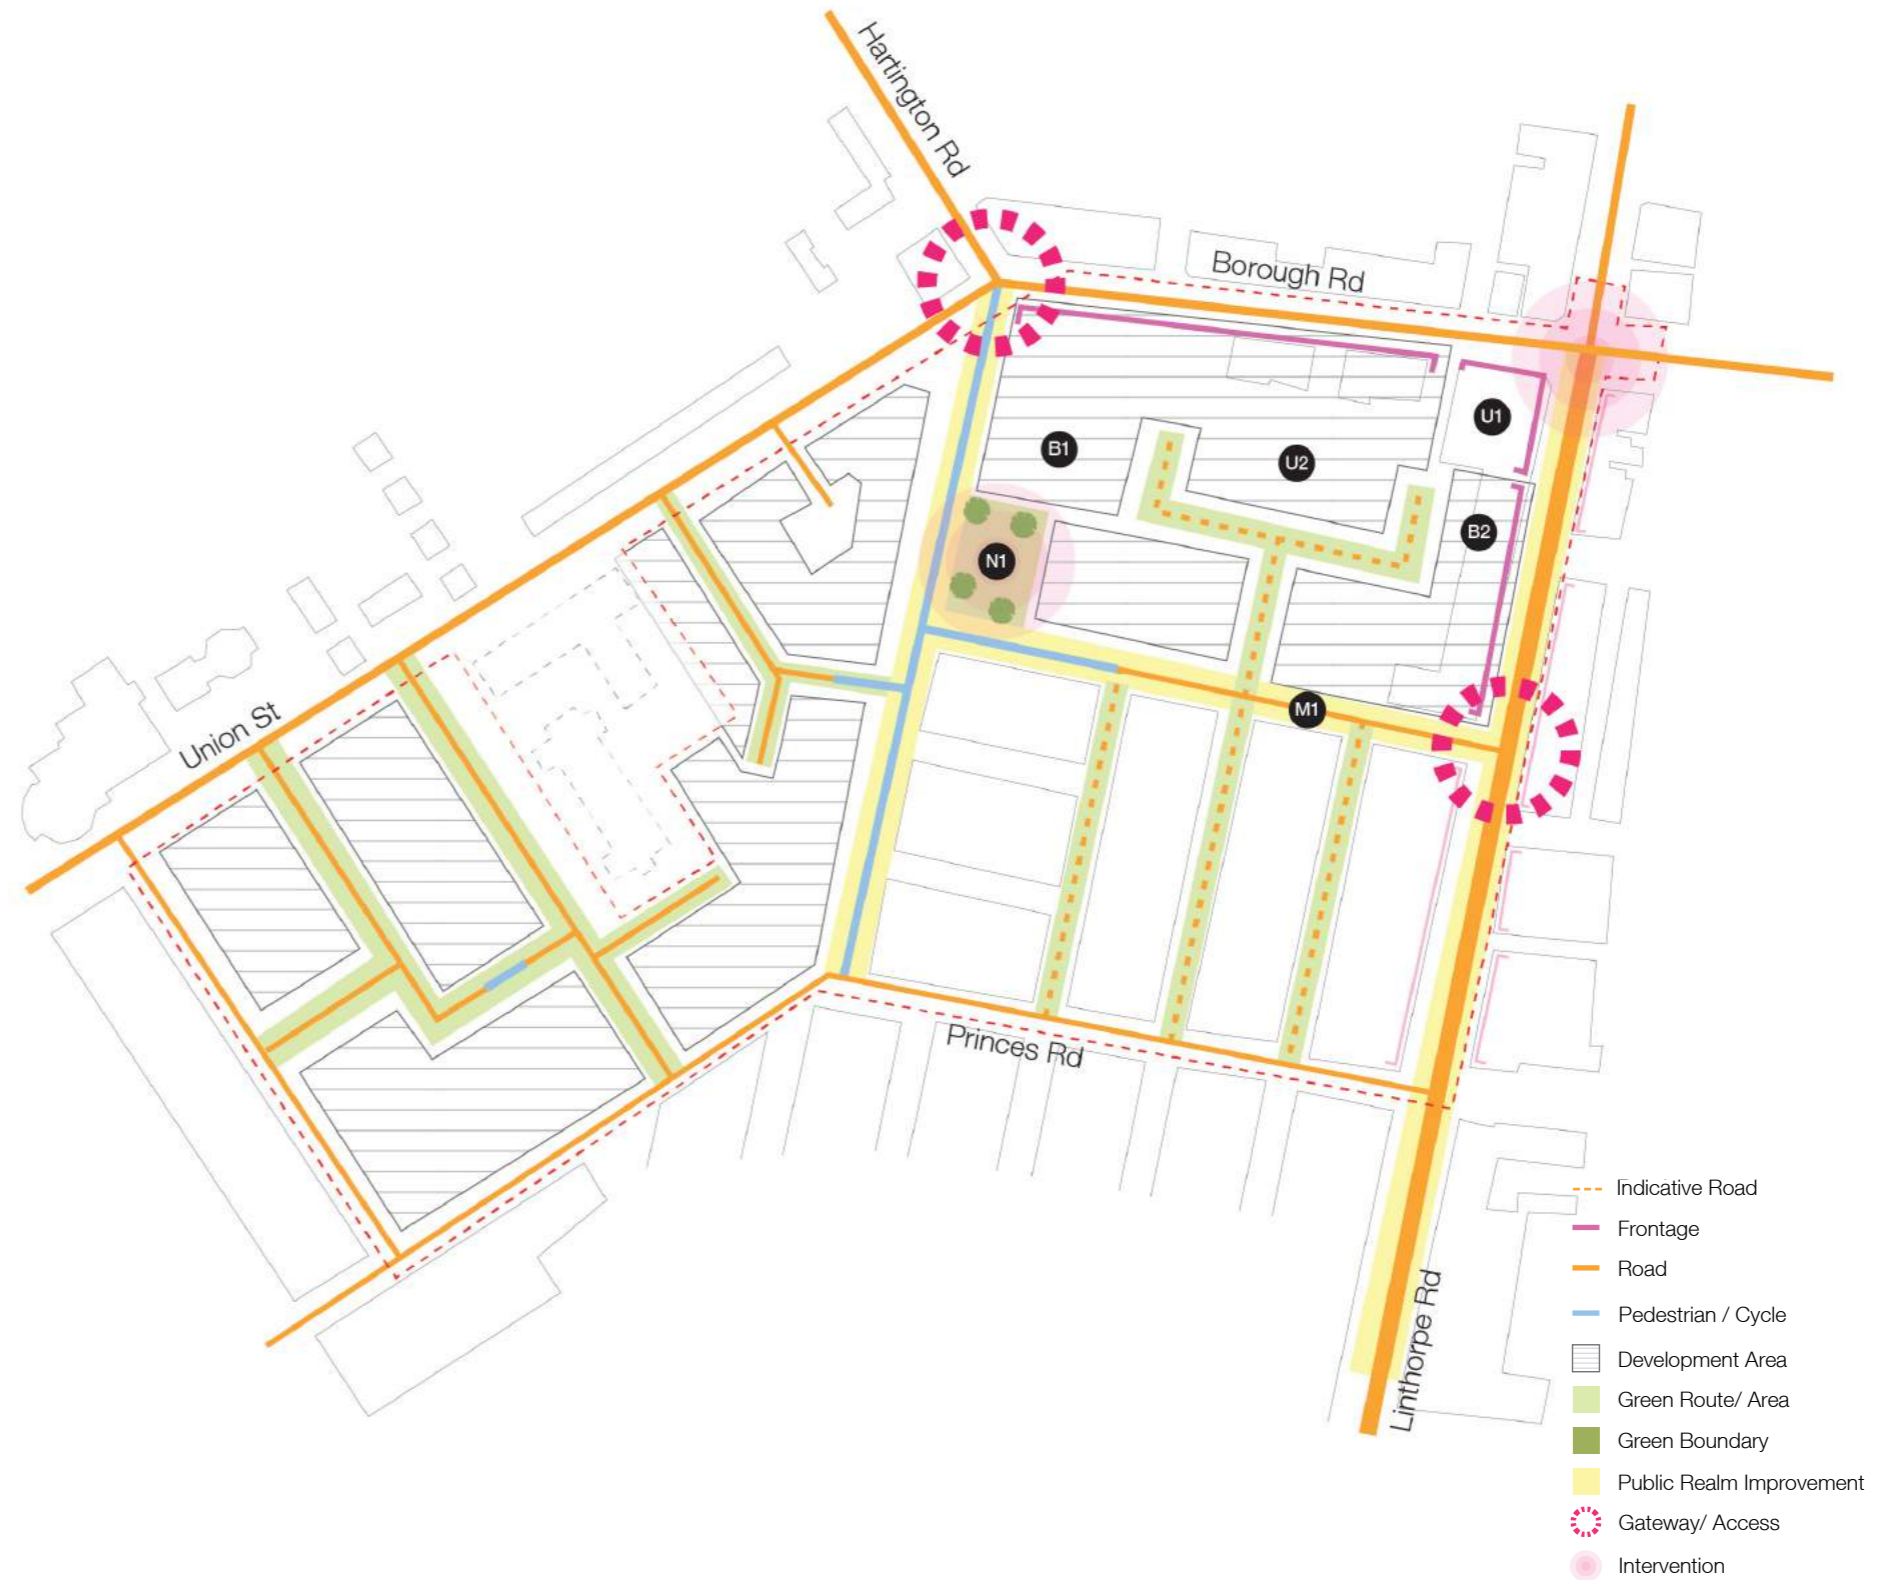 Hartington Rd
Borough Rd
U1
B1
U2
B2
N1
M1
Union St
Princes Rd
Linthorpe Rd
Indicative Road
Frontage
Road
Pedestrian / Cycle
Development Area
Green Route/ Area
Green Boundary
Public Realm Improvement
Gateway/ Access
Intervention